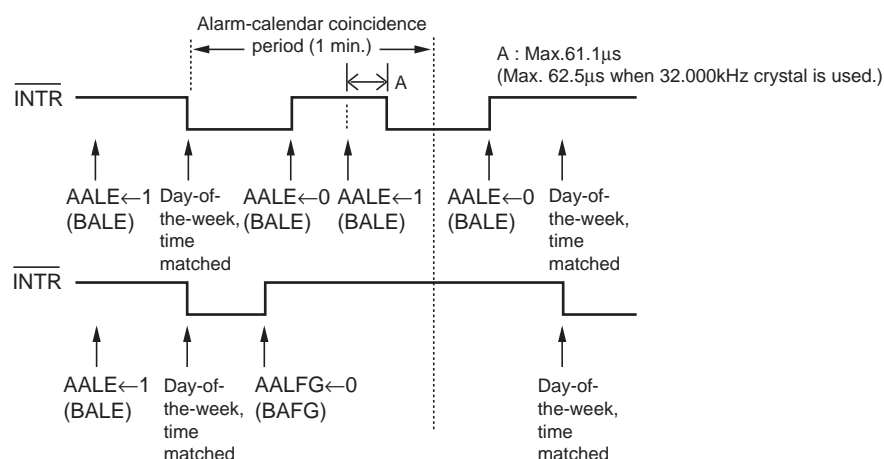 Alarm-calendar coincidence
period (1 min.)
A : Max.61.1μs
(Max. 62.5μs when 32.000kHz crystal is used.)
A
INTR
AALE←1
(BALE)
Day-of-
the-week,
time
matched
AALE←0
(BALE)
AALE←1
(BALE)
AALE←0
(BALE)
Day-of-
the-week,
time
matched
INTR
AALE←1
(BALE)
Day-of-
the-week,
time
matched
AALFG←0
(BAFG)
Day-of-
the-week,
time
matched